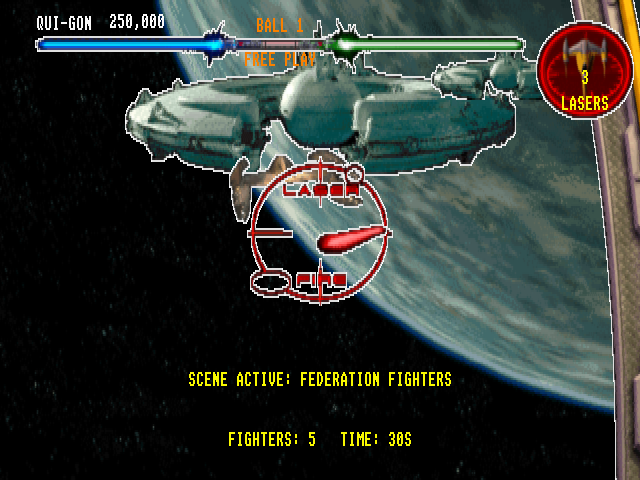 QUI-GON 250,000
BALL 1
FREE PLAY
3
LASERS
LASER
FIRE
SCENE ACTIVE: FEDERATION FIGHTERS
FIGHTERS: 5 TIME: 30S